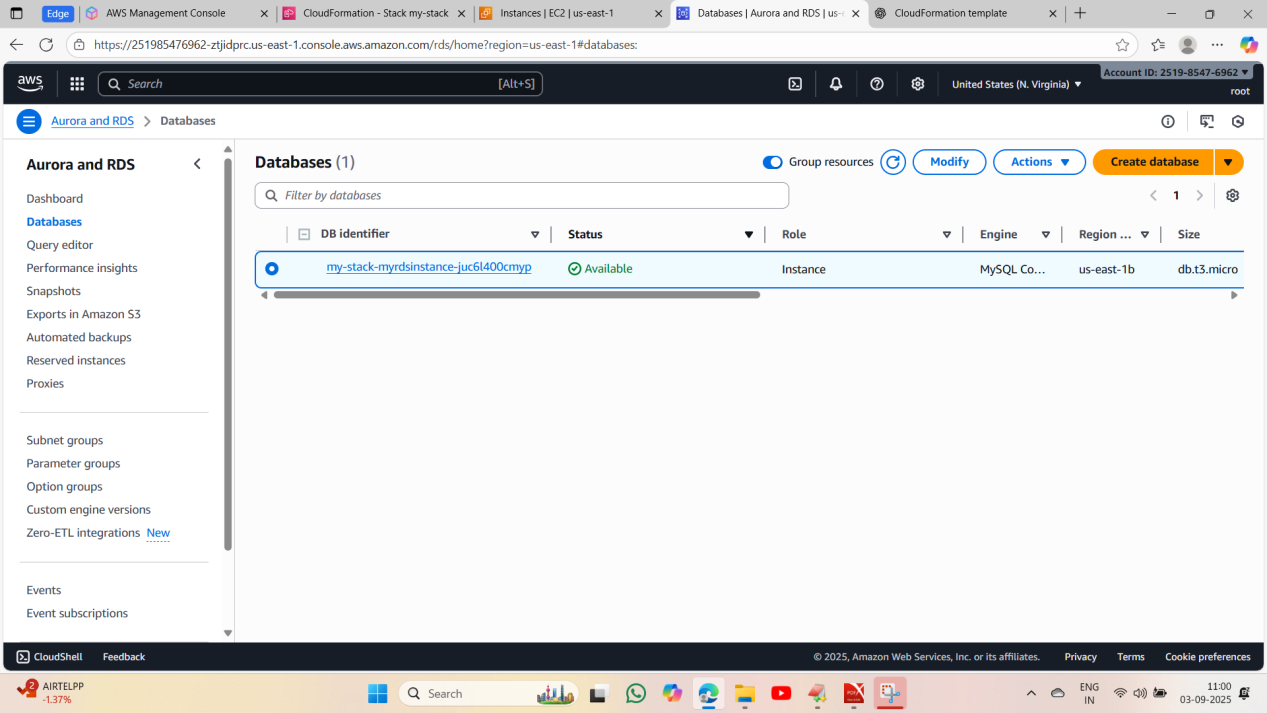 Edge
AWS Management Console
CloudFormation - Stack my-stack
Instances | EC2 | us-east-1
Databases | Aurora and RDS | us-e
CloudFormation template
https://251985476962-ztjidprc.us-east-1.console.aws.amazon.com/rds/home?region=us-east-1#databases:
aws
Search
[Alt+S]
United States (N. Virginia)
Account ID: 2519-8547-6962
root
Aurora and RDS
Databases
Aurora and RDS
Dashboard
Databases
Query editor
Performance insights
Snapshots
Exports in Amazon S3
Automated backups
Reserved instances
Proxies
Subnet groups
Parameter groups
Option groups
Custom engine versions
Zero-ETL integrations New
Events
Event subscriptions
Databases (1)
Group resources
Modify
Actions
Create database
Filter by databases
1
DB identifier
Status
Role
Engine
Region ...
Size
my-stack-myrdsinstance-juc6l400cmyp
Available
Instance
MySQL Co...
us-east-1b
db.t3.micro
CloudShell
Feedback
© 2025, Amazon Web Services, Inc. or its affiliates.
Privacy
Terms
Cookie preferences
2
AIRTELPP
-1.37%
Search
ENG
IN
11:00
03-09-2025